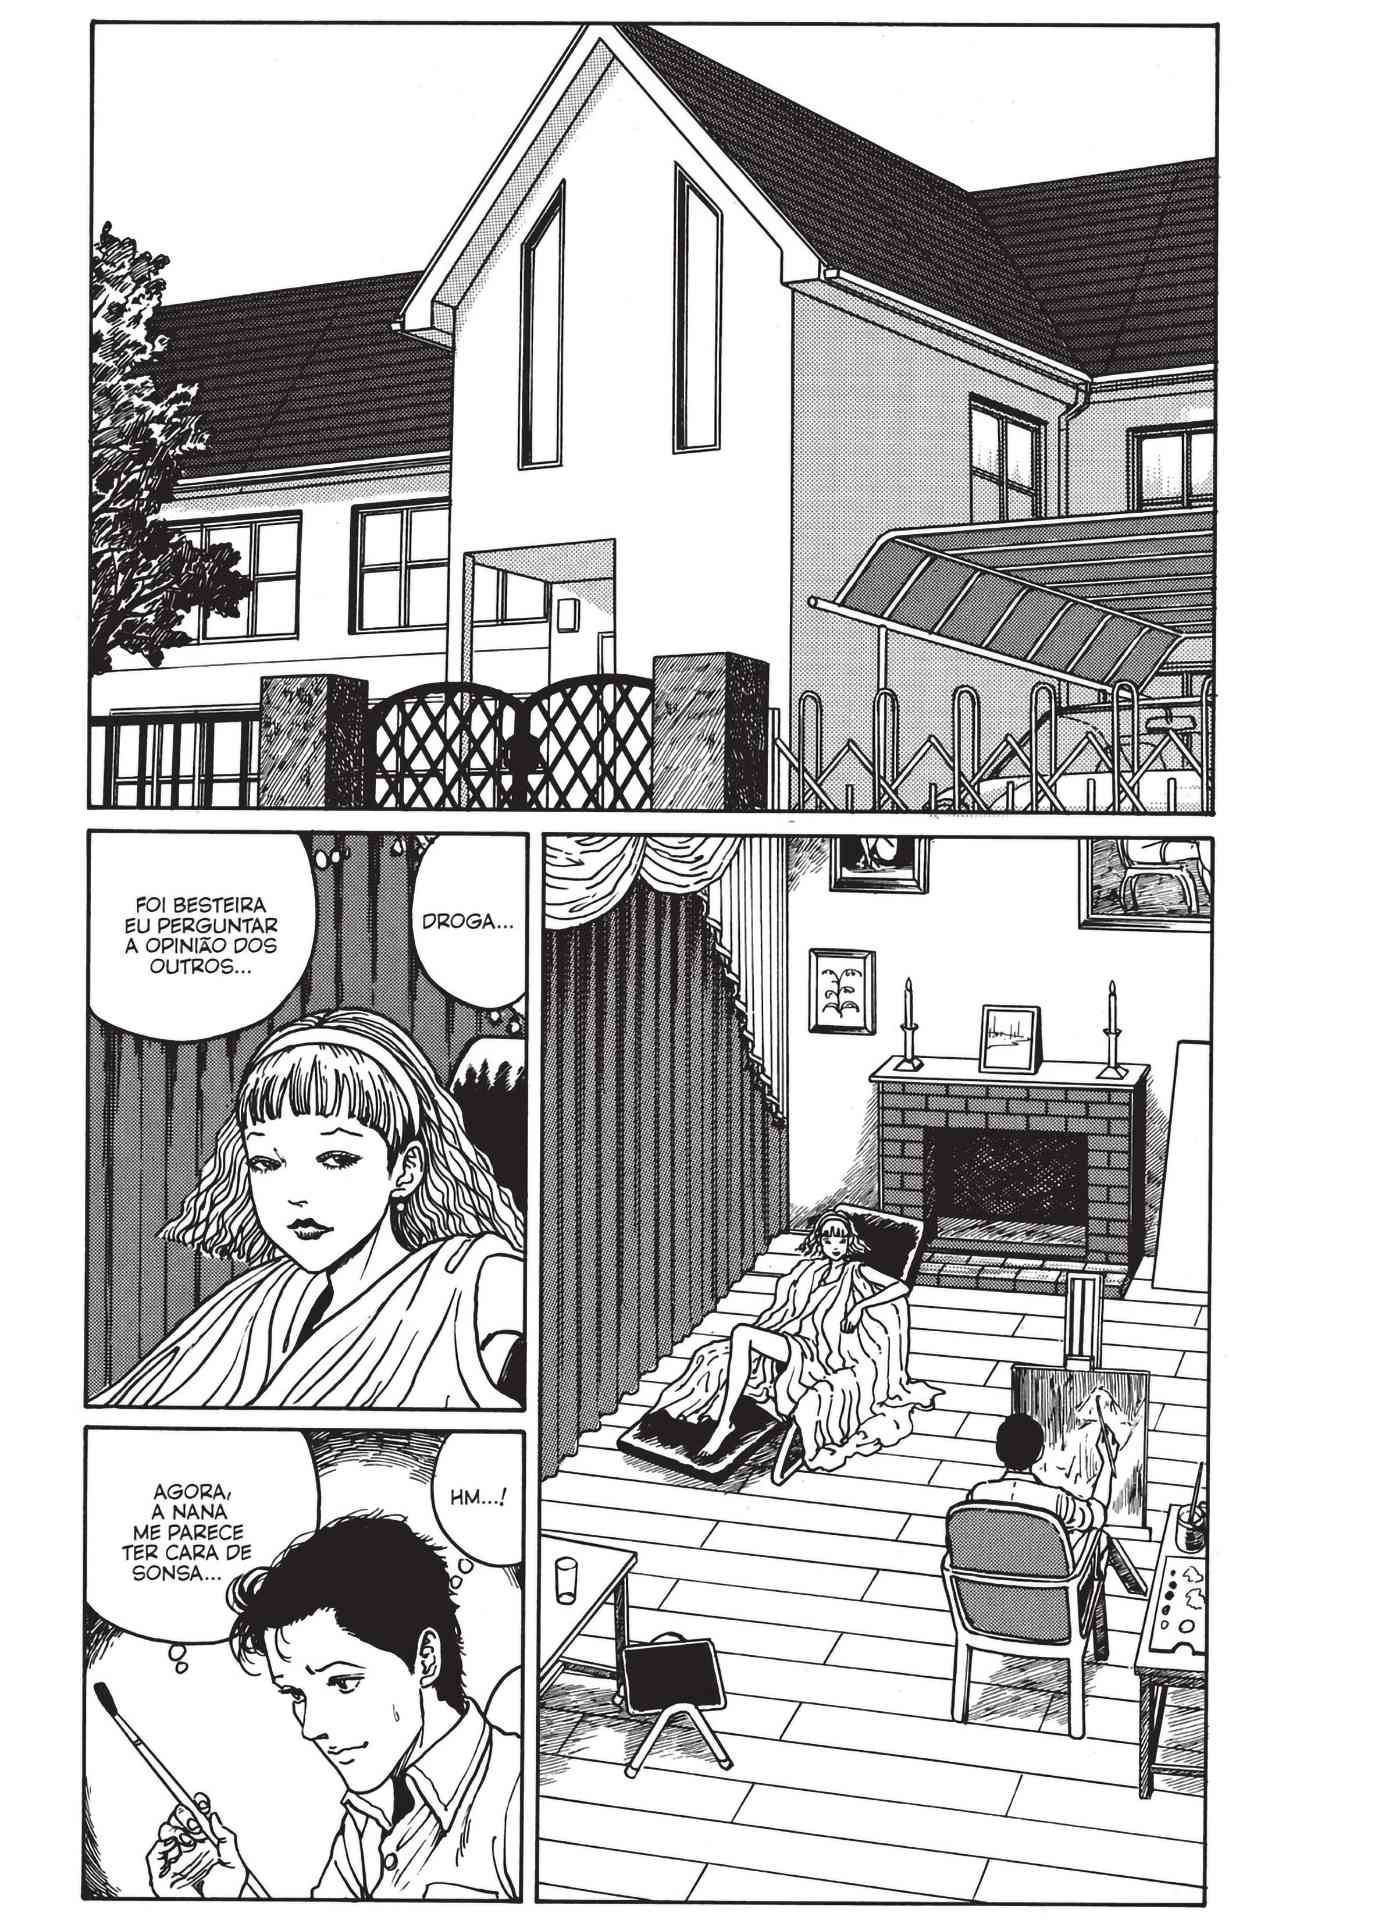 DROGA...
FOI BESTEIRA
EU PERGUNTAR
A OPINIÃO DOS
OUTROS...
HM...!
AGORA,
A NANA
ME PARECE
TER CARA DE
SONSA...